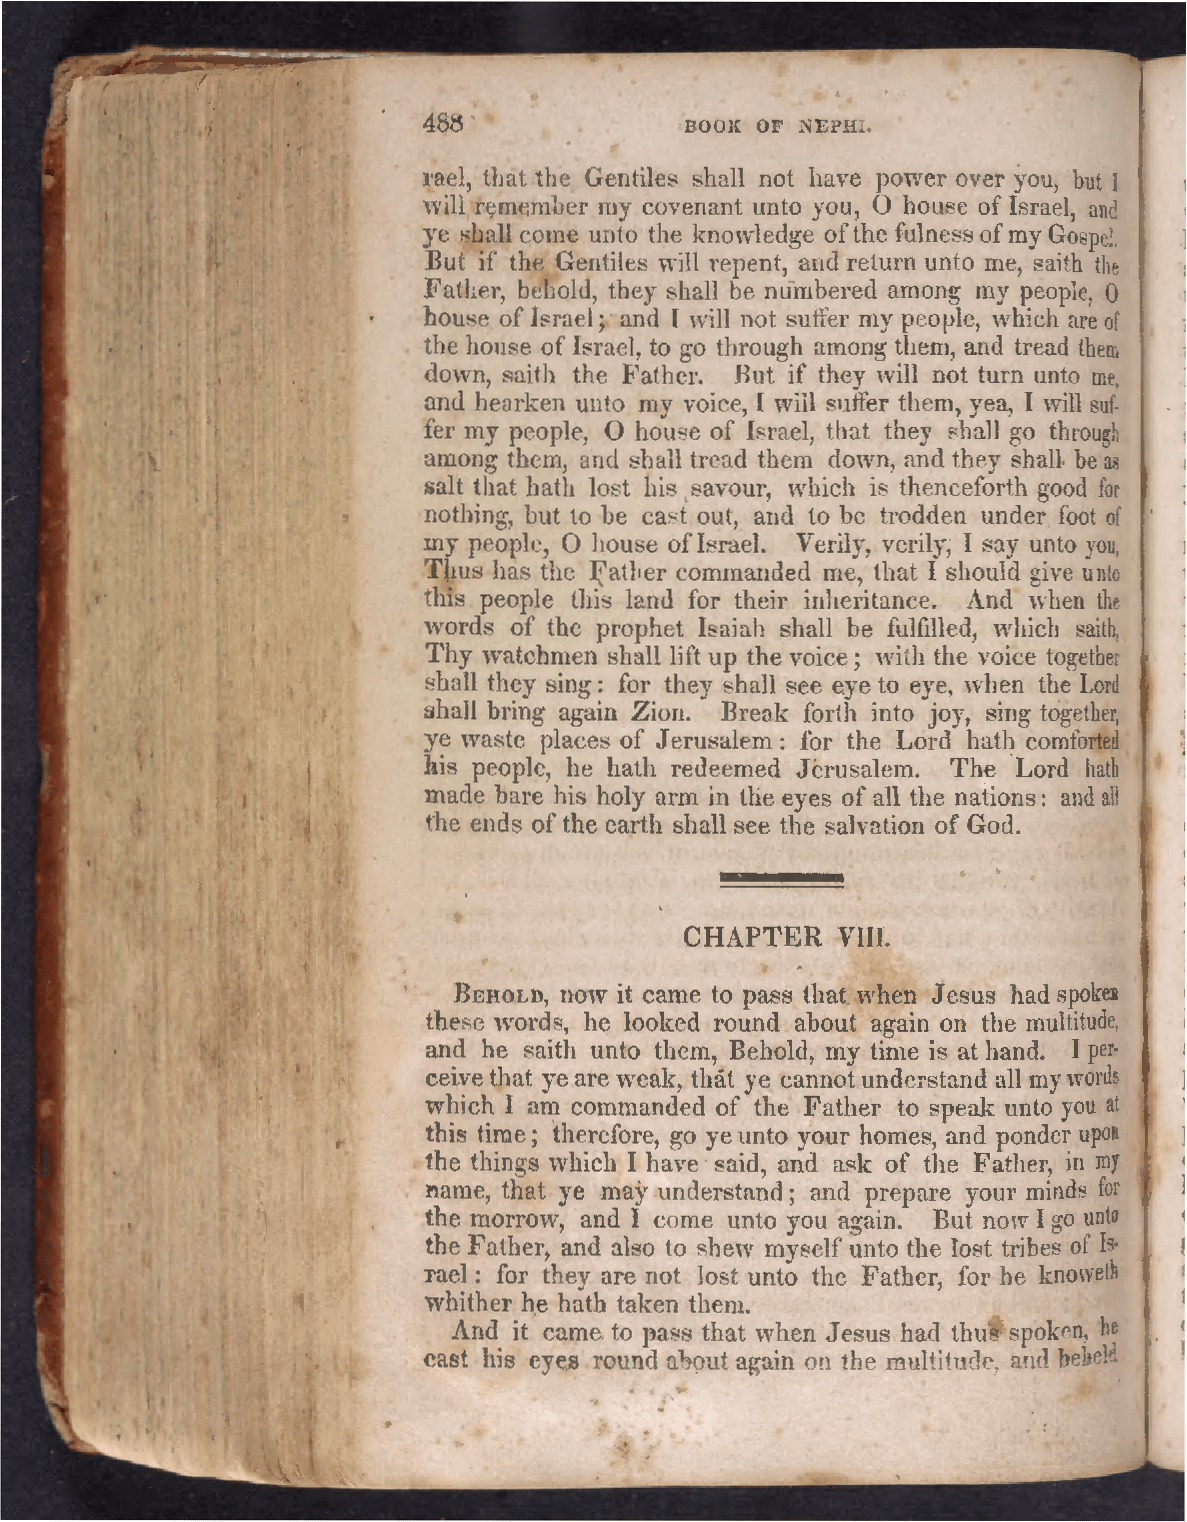 488 BOOK OF NEPHI.
rael, that the Gentiles shall not have power over you, but I
will remember my covenant unto you, O house of Israel, and
ye shall come unto the knowledge of the fulness of my Gospel.
But if the Gentiles will repent, and return unto me, saith the
Father, behold, they shall be numbered among my people, O
house of Israel; and I will not suffer my people, which are of
the house of Israel, to go through among them, and tread them
down, saith the Father. But if they will not turn unto me,
and hearken unto my voice, I will suffer them, yea, I will suf-
fer my people, O house of Israel, that they shall go through
among them, and shall tread them down, and they shall be as
salt that hath lost his savour, which is thenceforth good for
nothing, but to be cast out, and to be trodden under foot of
my people, O house of Israel. Verily, verily, I say unto you,
Thus has the Father commanded me, that I should give unto
this people this land for their inheritance. And when the
words of the prophet Isaiah shall be fulfilled, which saith,
Thy watchmen shall lift up the voice; with the voice together
shall they sing: for they shall see eye to eye, when the Lord
shall bring again Zion. Break forth into joy, sing together,
ye waste places of Jerusalem: for the Lord hath comforted
his people, he hath redeemed Jerusalem. The Lord hath
made bare his holy arm in the eyes of all the nations: and all
the ends of the earth shall see the salvation of God.
CHAPTER VIII.
BEHOLD, now it came to pass that when Jesus had spoken
these words, he looked round about again on the multitude,
and he saith unto them, Behold, my time is at hand. I per-
ceive that ye are weak, that ye cannot understand all my words
which I am commanded of the Father to speak unto you at
this time; therefore, go ye unto your homes, and ponder upon
the things which I have said, and ask of the Father, in my
name, that ye may understand; and prepare your minds for
the morrow, and I come unto you again. But now I go unto
the Father, and also to shew myself unto the lost tribes of Is-
rael: for they are not lost unto the Father, for he knoweth
whither he hath taken them.
And it came to pass that when Jesus had thus spoken, he
cast his eyes round about again on the multitude, and beheld